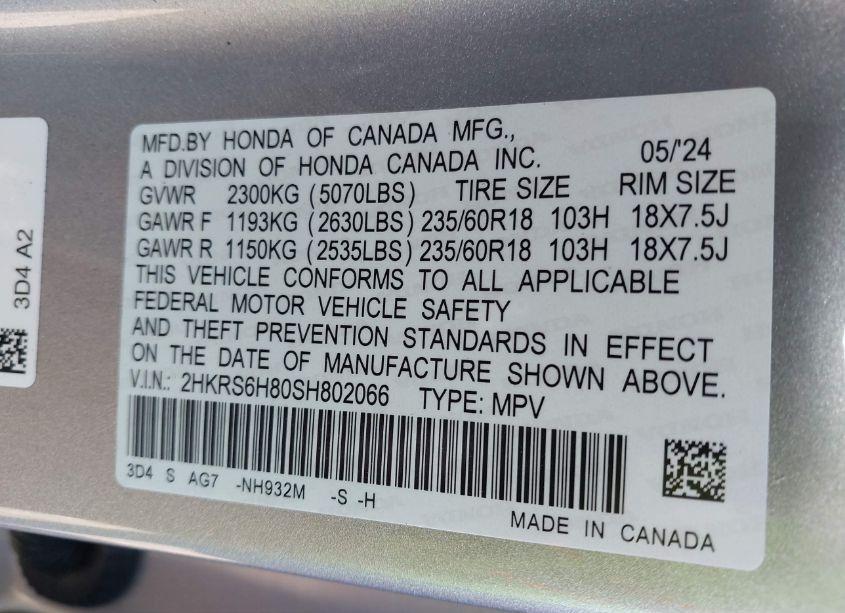 MFD.BY HONDA OF CANADA MFG.,
A DIVISION OF HONDA CANADA INC. 05/'24
GVWR 2300KG (5070LBS) TIRE SIZE RIM SIZE
GAWR F 1193KG (2630LBS) 235/60R18 103H 18X7.5J
GAWR R 1150KG (2535LBS) 235/60R18 103H 18X7.5J
THIS VEHICLE CONFORMS TO ALL APPLICABLE
FEDERAL MOTOR VEHICLE SAFETY
AND THEFT PREVENTION STANDARDS IN EFFECT
ON THE DATE OF MANUFACTURE SHOWN ABOVE.
V.I.N.: 2HKRS6H80SH802066 TYPE: MPV
3D4 S AG7 -NH932M -S -H
MADE IN CANADA
3D4 A2